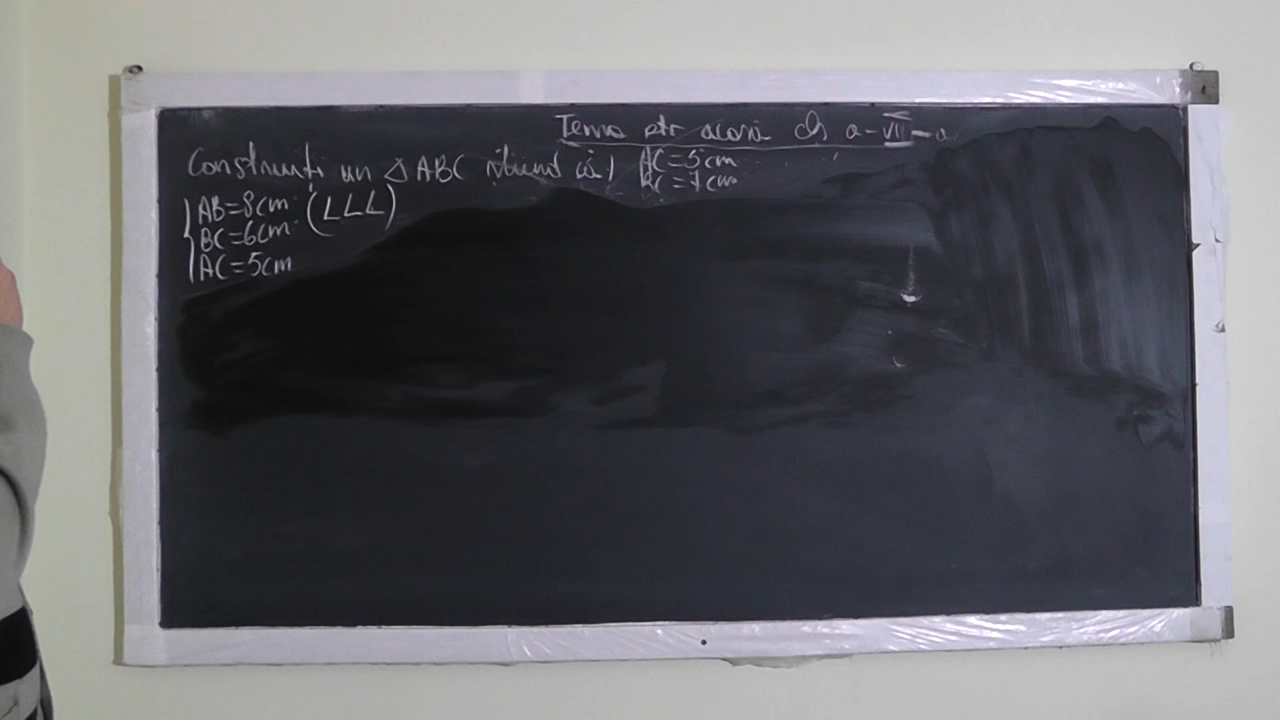 Temă ptr acasă cls a-VII-a
Construiți un △ABC știind că:
AC=5cm
BC=7cm
AB=8cm (LLL)
BC=6cm
AC=5cm